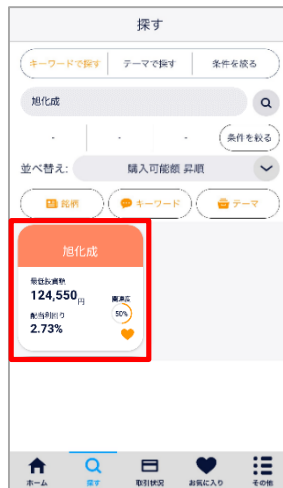 探す
キーワードで探す テーマで探す 条件を絞る
旭化成
- - - 条件を絞る
並べ替え: 購入可能額 昇順
銘柄 キーワード テーマ
旭化成
最低投資額
124,550円
関連度
50%
配当利回り
2.73%
ホーム 探す 取引状況 お気に入り その他